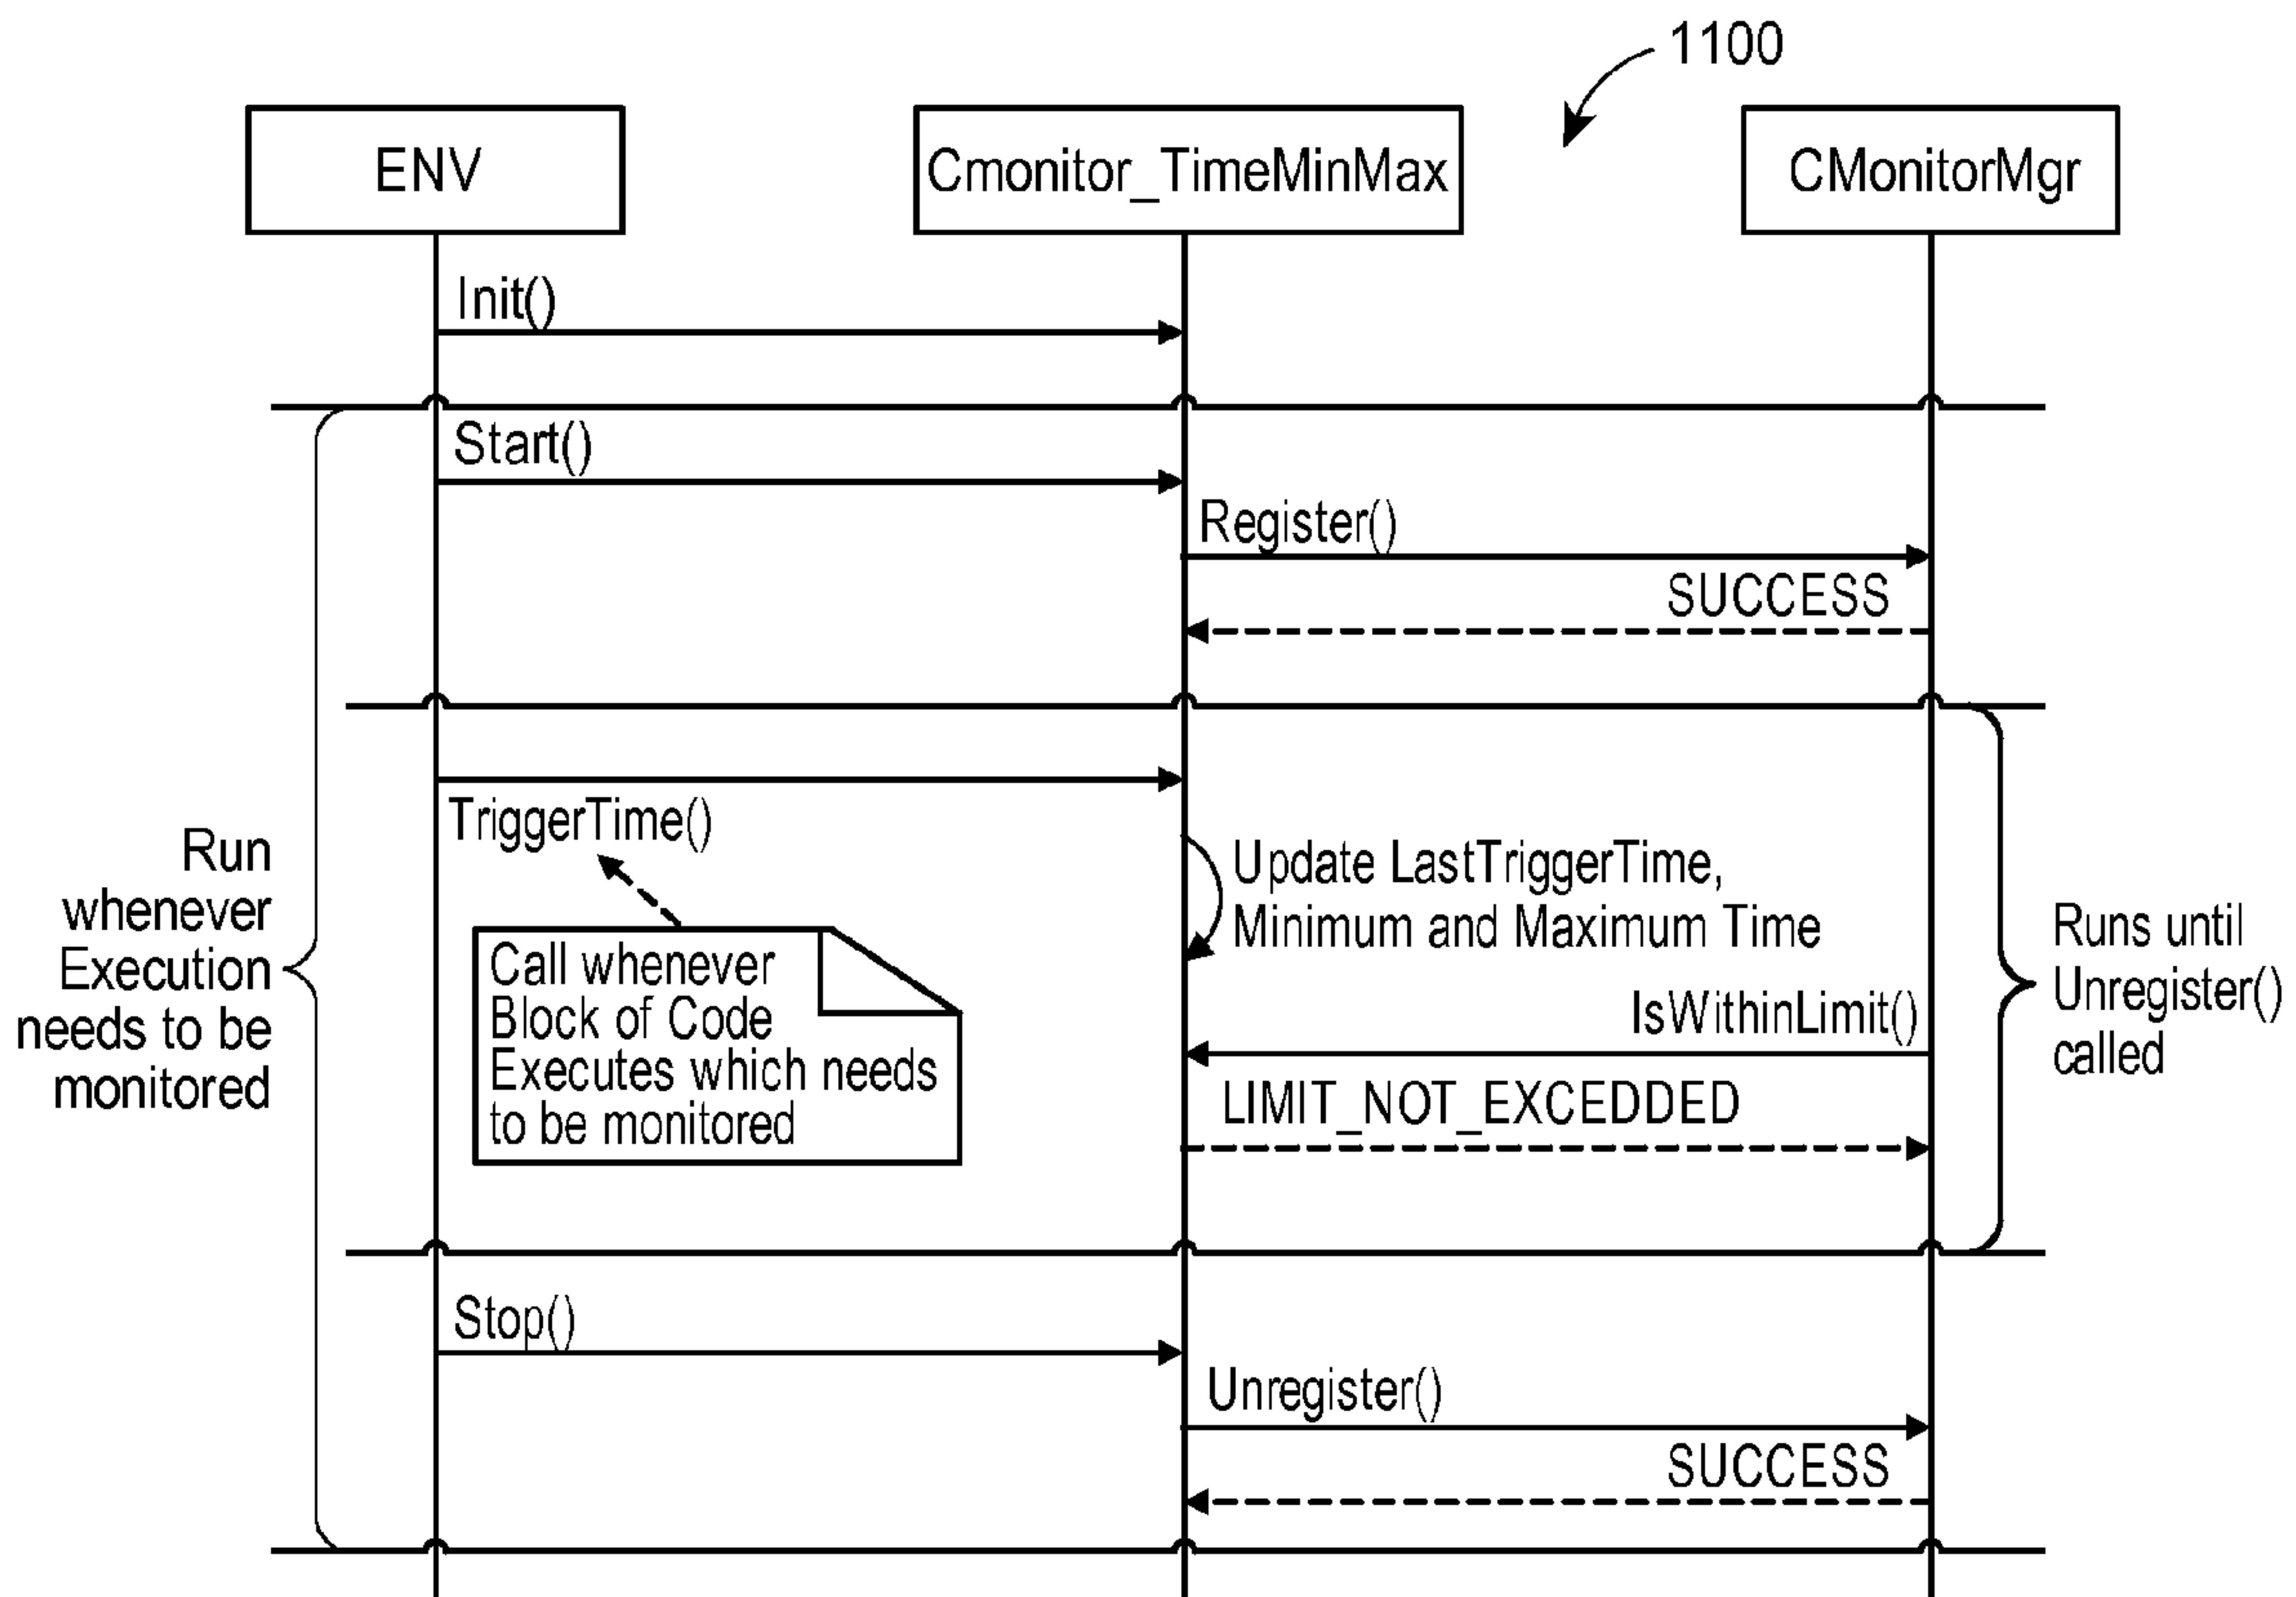 1100
ENV
Cmonitor_TimeMinMax
CMonitorMgr
Init()
Start()
Register()
SUCCESS
TriggerTime()
Run
whenever
Execution
needs to be
monitored
Call whenever
Block of Code
Executes which needs
to be monitored
Update LastTriggerTime,
Minimum and Maximum Time
IsWithinLimit()
LIMIT_NOT_EXCEDDED
Runs until
Unregister()
called
Stop()
Unregister()
SUCCESS